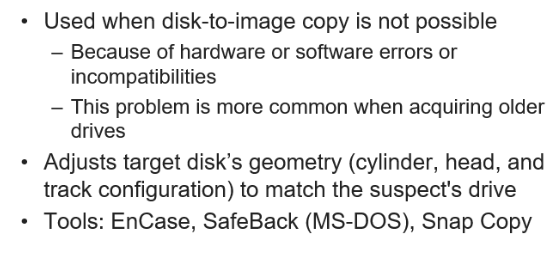 • Used when disk-to-image copy is not possible
– Because of hardware or software errors or
incompatibilities
– This problem is more common when acquiring older
drives
• Adjusts target disk's geometry (cylinder, head, and
track configuration) to match the suspect's drive
• Tools: EnCase, SafeBack (MS-DOS), Snap Copy